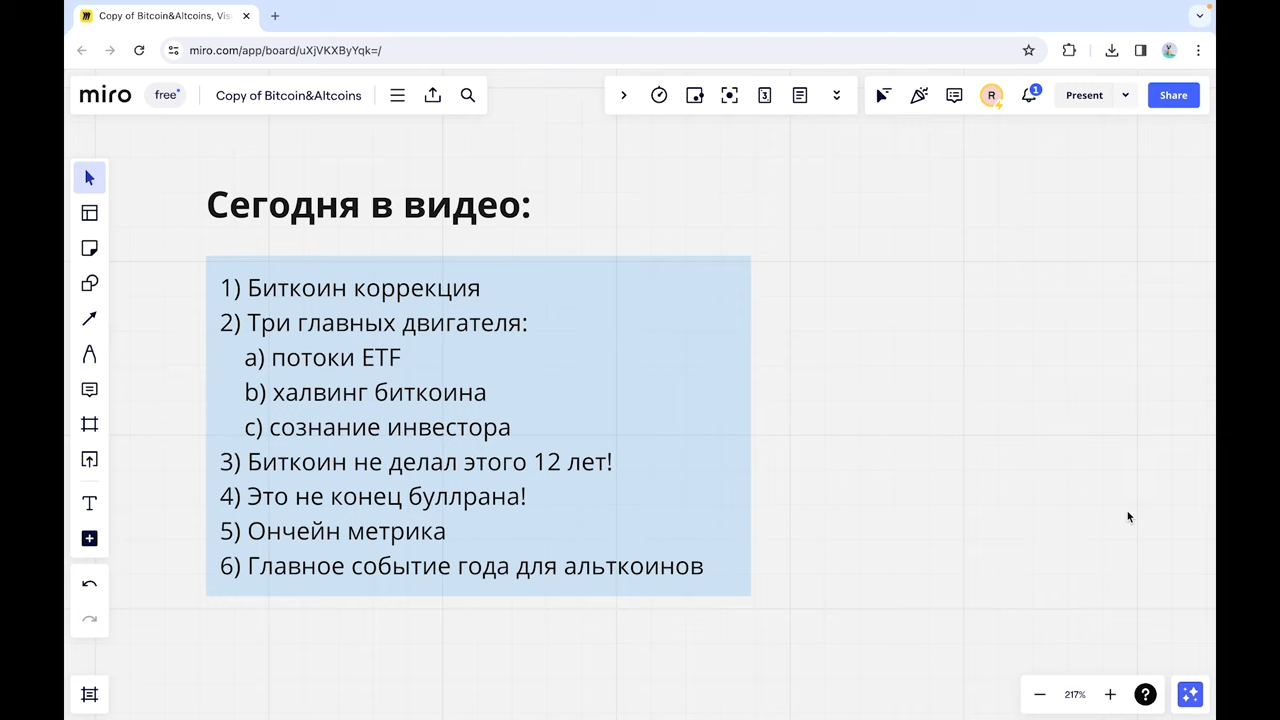 Copy of Bitcoin&Altcoins, Vis
miro.com/app/board/uXjVKXByYqk=/
miro free Copy of Bitcoin&Altcoins
3
R
1
Present
Share
Сегодня в видео:
1) Биткоин коррекция
2) Три главных двигателя:
a) потоки ETF
b) халвинг биткоина
c) сознание инвестора
3) Биткоин не делал этого 12 лет!
4) Это не конец буллрана!
5) Ончейн метрика
6) Главное событие года для альткоинов
217%